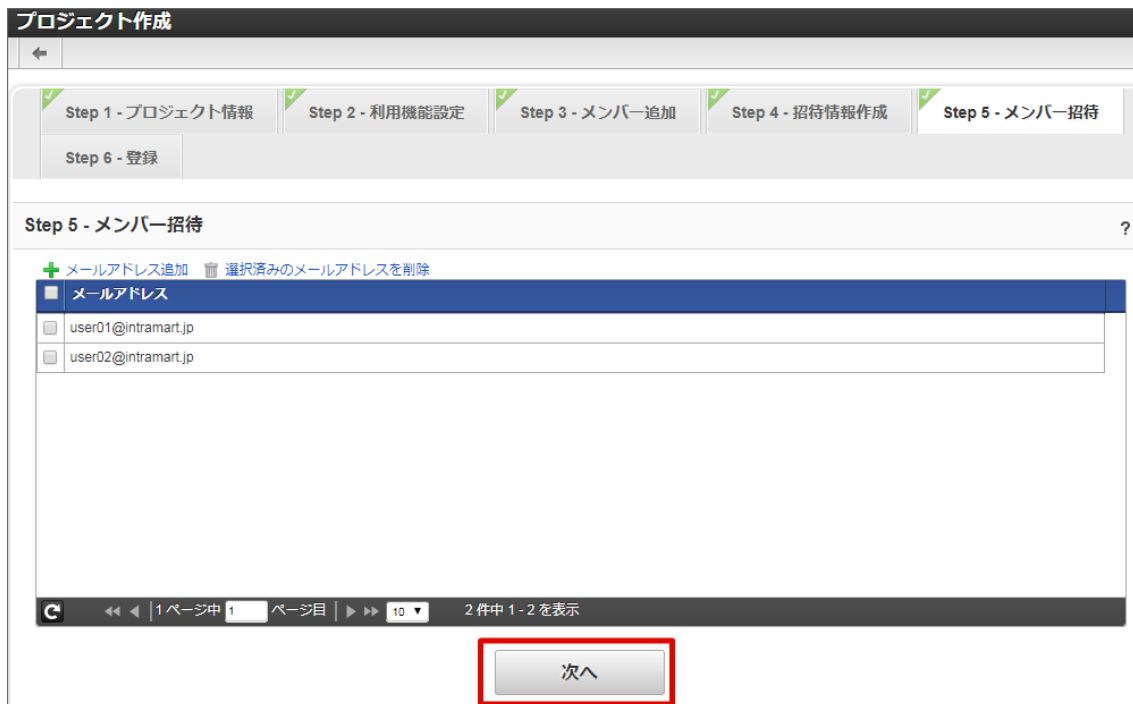 プロジェクト作成
Step 1 - プロジェクト情報
Step 2 - 利用機能設定
Step 3 - メンバー追加
Step 4 - 招待情報作成
Step 5 - メンバー招待
Step 6 - 登録
Step 5 - メンバー招待
?
メールアドレス追加 選択済みのメールアドレスを削除
メールアドレス
user01@intramart.jp
user02@intramart.jp
1 ページ中 1 ページ目 10 2 件中 1 - 2 を表示
次へ